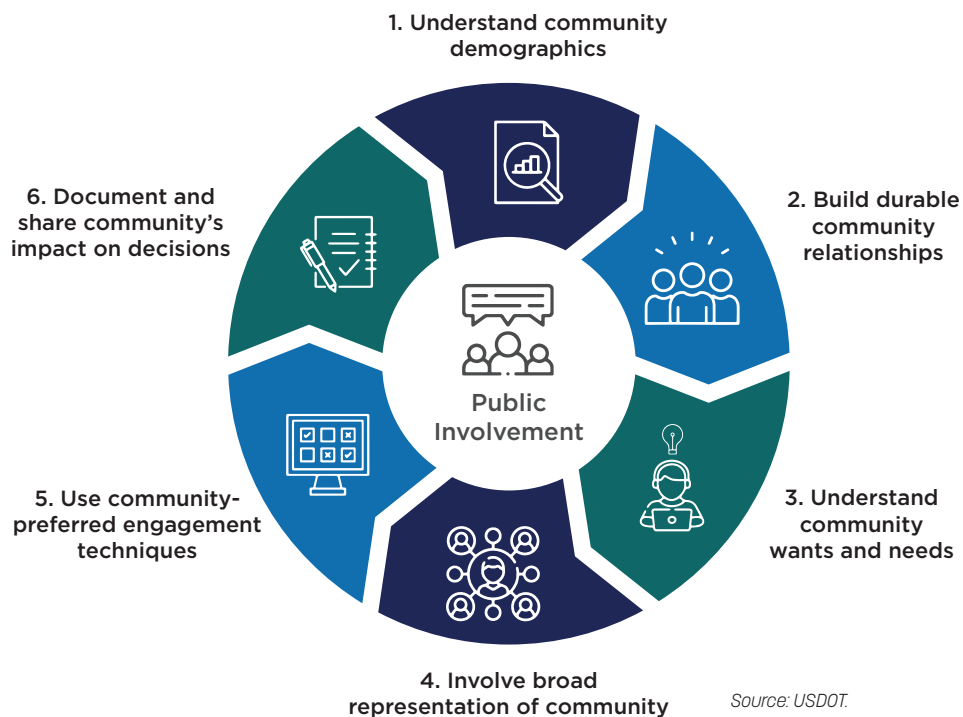 1. Understand community
demographics
2. Build durable
community
relationships
3. Understand
community
wants and needs
4. Involve broad
representation of community
5. Use community-
preferred engagement
techniques
6. Document and
share community’s
impact on decisions
Public
Involvement
Source: USDOT.